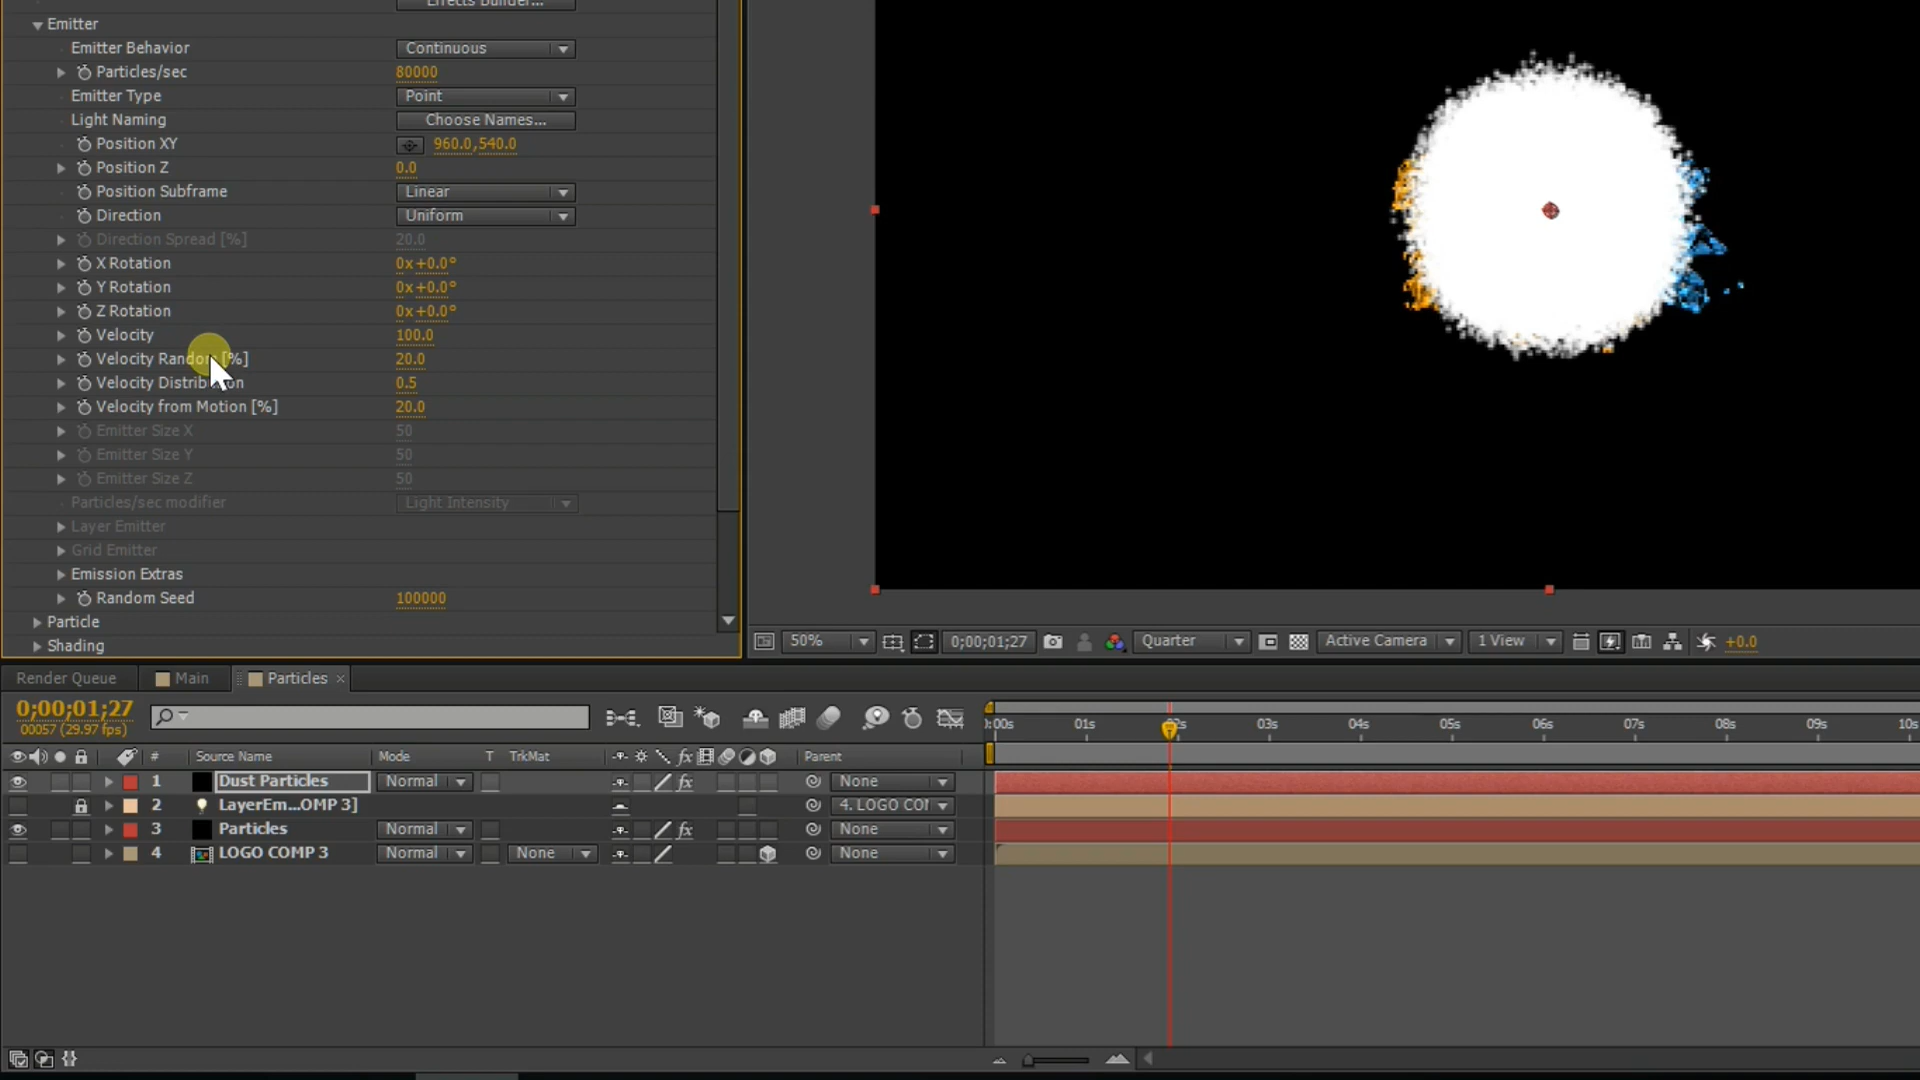 Effects Builder...
Emitter
Emitter Behavior Continuous
Particles/sec 80000
Emitter Type Point
Light Naming Choose Names...
Position XY 960.0,540.0
Position Z 0.0
Position Subframe Linear
Direction Uniform
Direction Spread [%] 20.0
X Rotation 0x+0.0°
Y Rotation 0x+0.0°
Z Rotation 0x+0.0°
Velocity 100.0
Velocity Random [%] 20.0
Velocity Distribution 0.5
Velocity from Motion [%] 20.0
Emitter Size X 50
Emitter Size Y 50
Emitter Size Z 50
Particles/sec modifier Light Intensity
Layer Emitter
Grid Emitter
Emission Extras
Random Seed 100000
Particle
Shading
50% 0;00;01;27 Quarter Active Camera 1 View +0.0
Render Queue Main Particles ×
0;00;01;27
00057 (29.97 fps)
):00s 01s 02s 03s 04s 05s 06s 07s 08s 09s 10s
# Source Name Mode T TrkMat fx Parent
1 Dust Particles Normal fx None
2 LayerEm...OMP 3] 4. LOGO COI
3 Particles Normal fx None
4 LOGO COMP 3 Normal None None